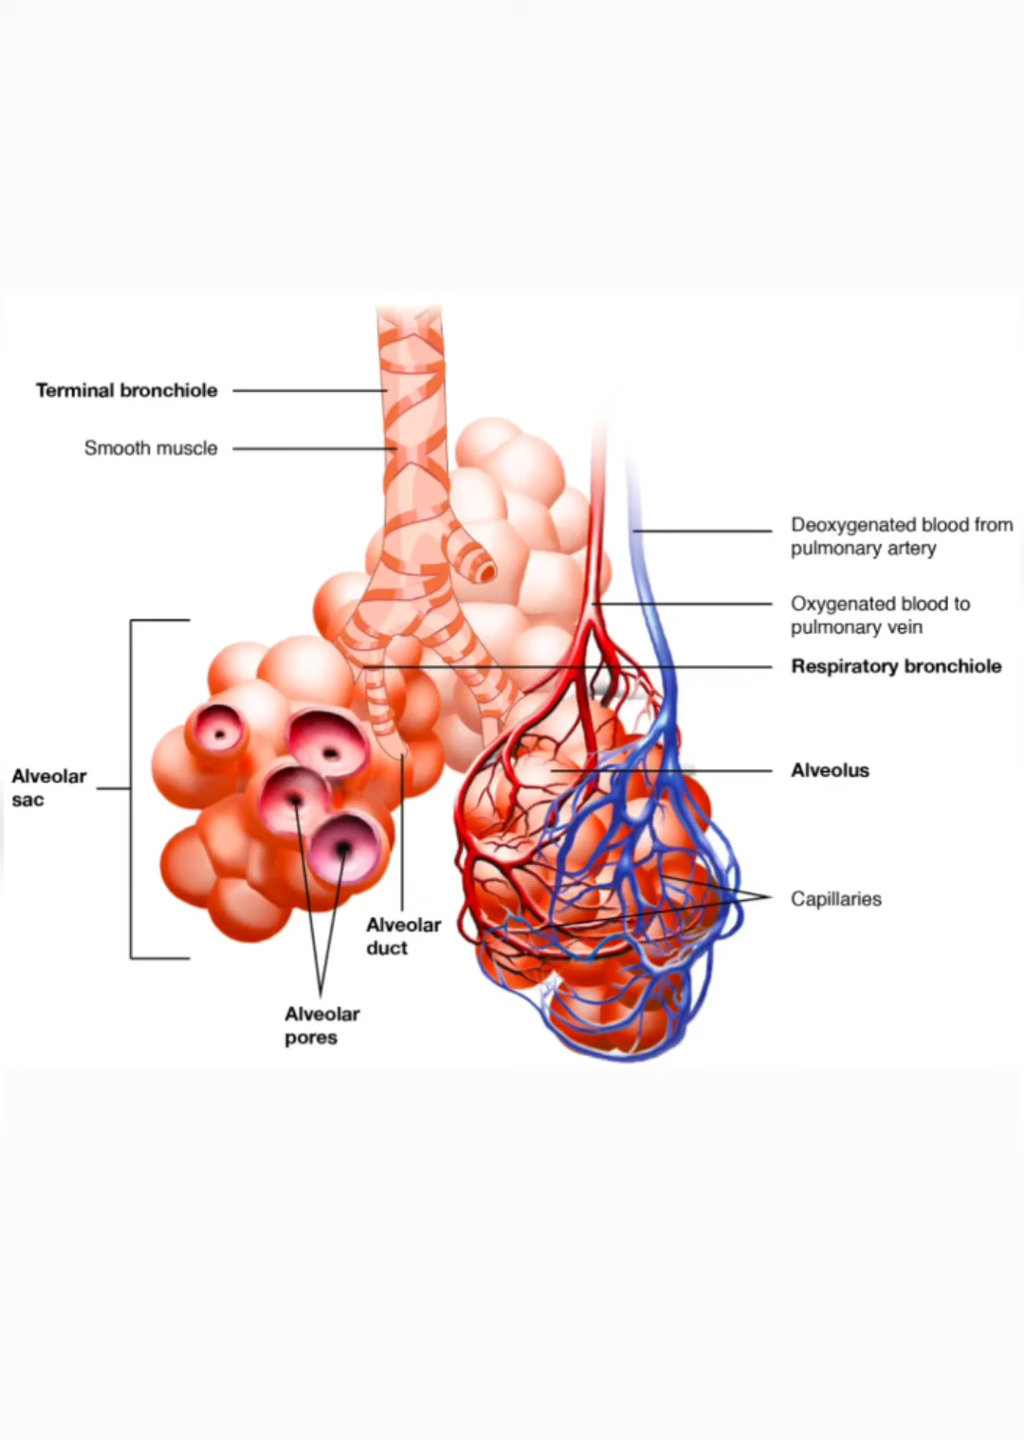 Terminal bronchiole
Smooth muscle
Deoxygenated blood from
pulmonary artery
Oxygenated blood to
pulmonary vein
Respiratory bronchiole
Alveolus
Alveolar
sac
Capillaries
Alveolar
duct
Alveolar
pores